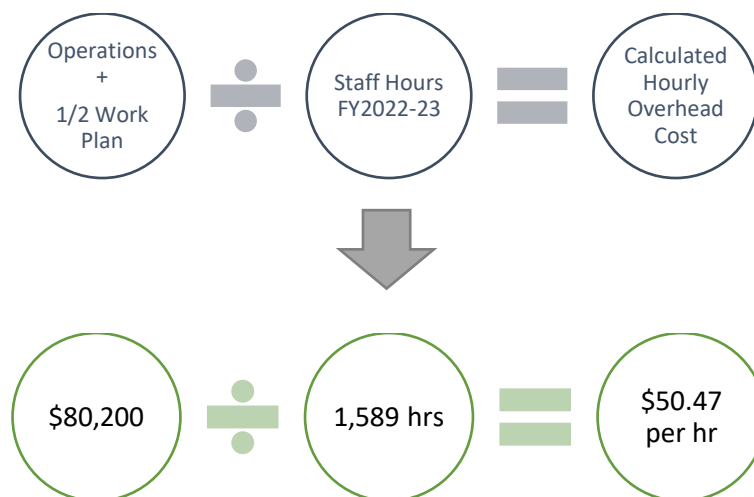 Operations
+
1/2 Work
Plan
Staff Hours
FY2022-23
Calculated
Hourly
Overhead
Cost
$80,200
1,589 hrs
$50.47
per hr